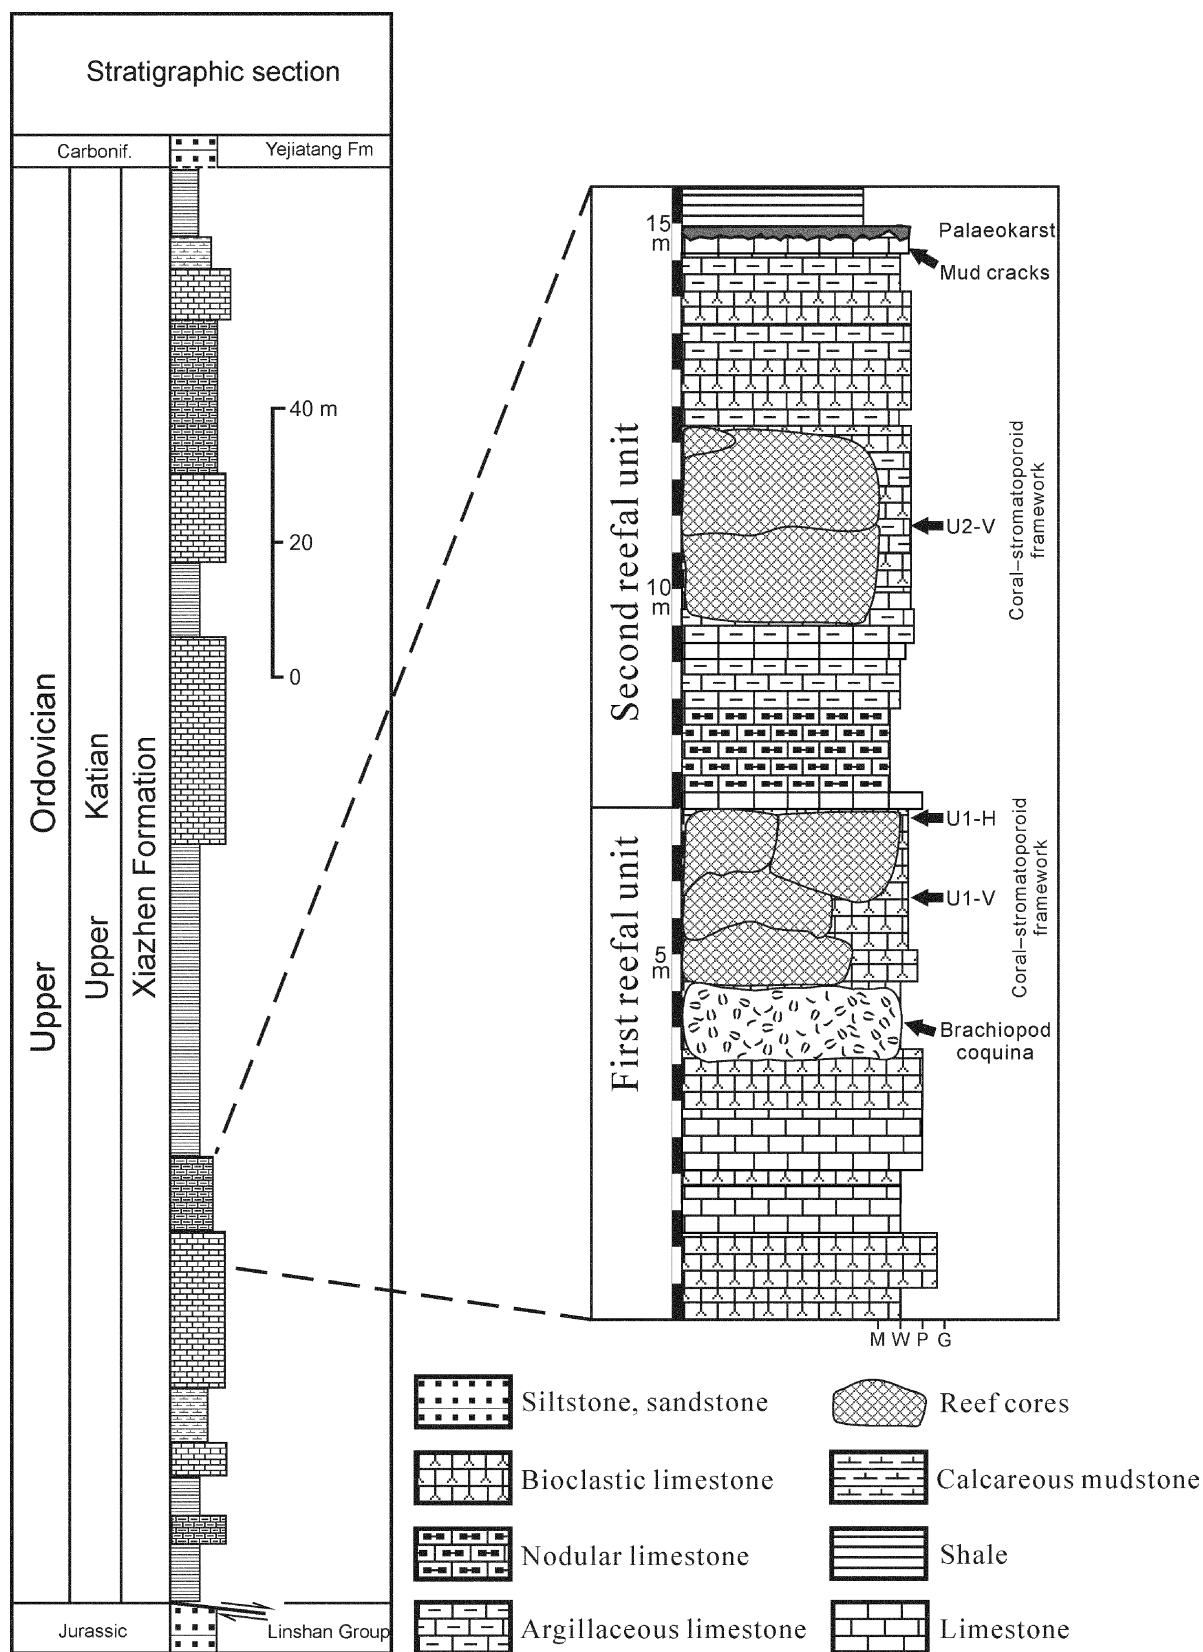 Stratigraphic section
Carbonif.
Yejiatang Fm
Upper Ordovician
Upper Katian
Xiazhen Formation
40 m
20
0
Jurassic
Linshan Group
Second reefal unit
First reefal unit
15
m
10
m
5
m
Palaeokarst
Mud cracks
U2-V
Coral–stromatoporoid
framework
U1-H
U1-V
Coral–stromatoporoid
framework
Brachiopod
coquina
M W P G
Siltstone, sandstone
Reef cores
Bioclastic limestone
Calcareous mudstone
Nodular limestone
Shale
Argillaceous limestone
Limestone